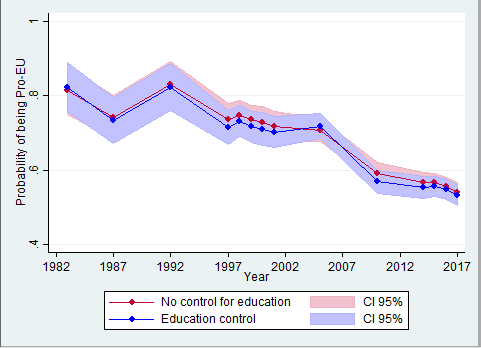 1
.8
.6
.4
Probability of being Pro-EU
1982 1987 1992 1997 2002 2007 2012 2017
Year
No control for education CI 95%
Education control CI 95%